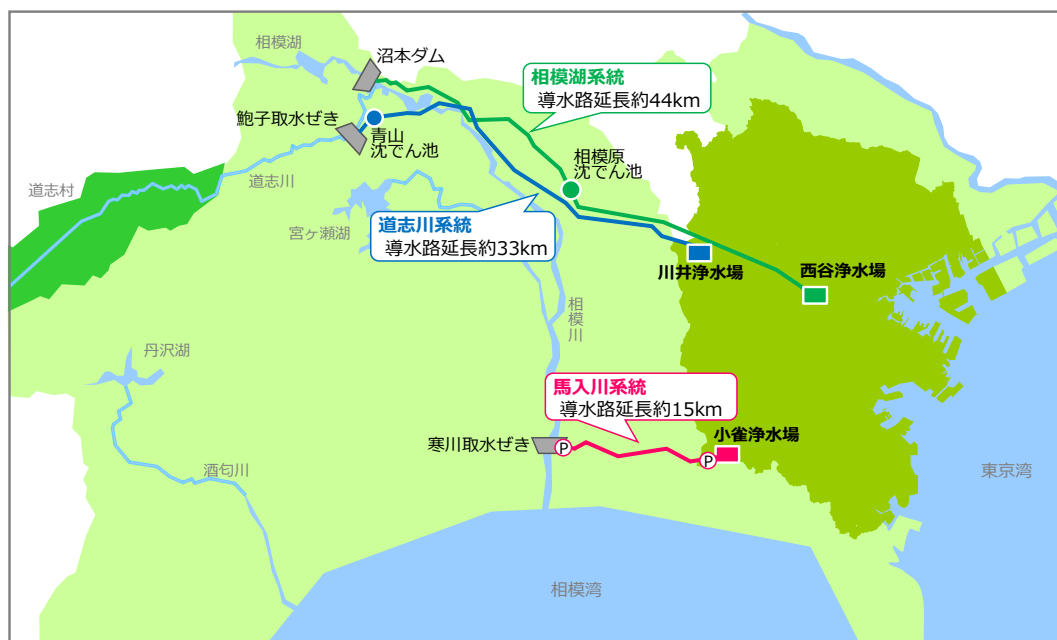 相模湖
沼本ダム
相模湖系統
導水路延長約44km
鮑子取水ぜき
青山
沈でん池
相模原
沈でん池
道志村
道志川
宮ヶ瀬湖
道志川系統
導水路延長約33km
川井浄水場
西谷浄水場
相模川
丹沢湖
馬入川系統
導水路延長約15km
寒川取水ぜき
P
P
小雀浄水場
酒匂川
東京湾
相模湾